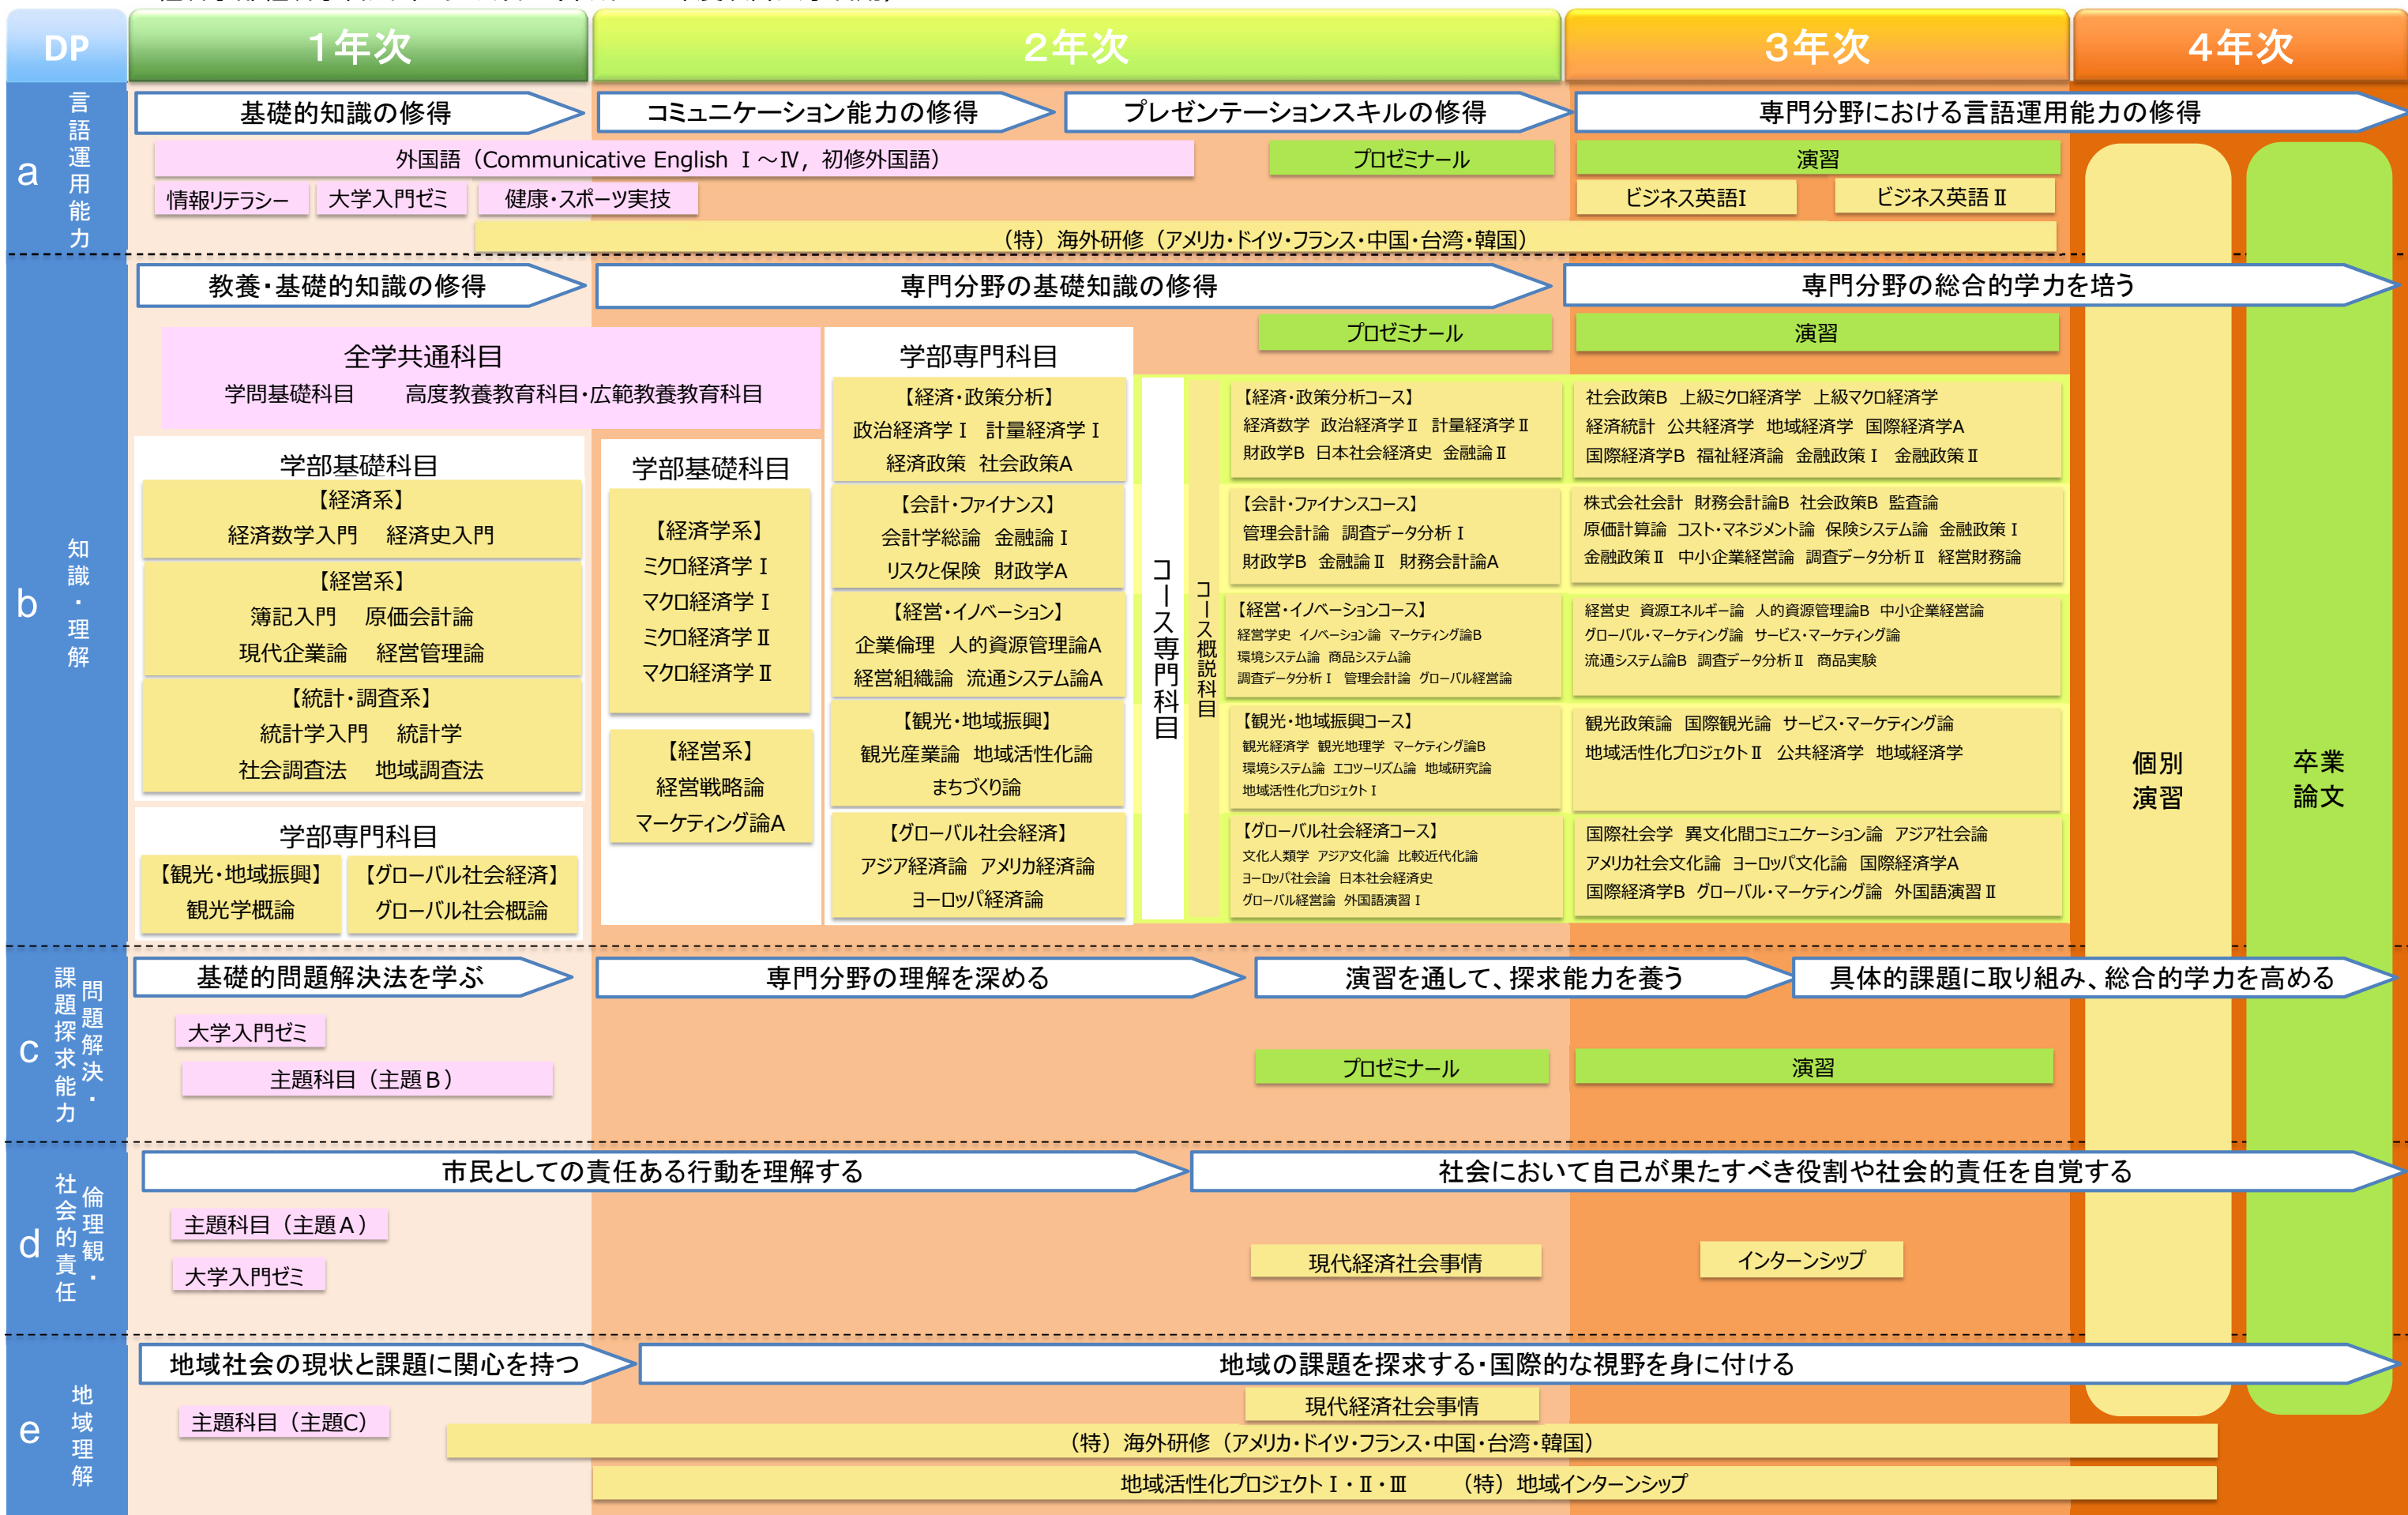 DP
1年次
2年次
3年次
4年次
a
言語運用能力
基礎的知識の修得
コミュニケーション能力の修得
プレゼンテーションスキルの修得
専門分野における言語運用能力の修得
外国語（Communicative English Ⅰ～Ⅳ，初修外国語）
プロゼミナール
演習
情報リテラシー
大学入門ゼミ
健康・スポーツ実技
ビジネス英語Ⅰ
ビジネス英語Ⅱ
（特）海外研修（アメリカ・ドイツ・フランス・中国・台湾・韓国）
b
知識・理解
教養・基礎的知識の修得
専門分野の基礎知識の修得
専門分野の総合的学力を培う
プロゼミナール
演習
全学共通科目
学問基礎科目　高度教養教育科目・広範教養教育科目
学部基礎科目
【経済系】
経済数学入門　経済史入門
【経営系】
簿記入門　原価会計論
現代企業論　経営管理論
【統計・調査系】
統計学入門　統計学
社会調査法　地域調査法
学部専門科目
【観光・地域振興】
観光学概論
【グローバル社会経済】
グローバル社会概論
学部基礎科目
【経済学系】
ミクロ経済学Ⅰ
マクロ経済学Ⅰ
ミクロ経済学Ⅱ
マクロ経済学Ⅱ
【経営系】
経営戦略論
マーケティング論A
学部専門科目
【経済・政策分析】
政治経済学Ⅰ　計量経済学Ⅰ
経済政策　社会政策A
【会計・ファイナンス】
会計学総論　金融論Ⅰ
リスクと保険　財政学A
【経営・イノベーション】
企業倫理　人的資源管理論A
経営組織論　流通システム論A
【観光・地域振興】
観光産業論　地域活性化論
まちづくり論
【グローバル社会経済】
アジア経済論　アメリカ経済論
ヨーロッパ経済論
コース専門科目
コース概説科目
【経済・政策分析コース】
経済数学　政治経済学Ⅱ　計量経済学Ⅱ
財政学B　日本社会経済史　金融論Ⅱ
社会政策B　上級ミクロ経済学　上級マクロ経済学
経済統計　公共経済学　地域経済学　国際経済学A
国際経済学B　福祉経済論　金融政策Ⅰ　金融政策Ⅱ
【会計・ファイナンスコース】
管理会計論　調査データ分析Ⅰ
財政学B　金融論Ⅱ　財務会計論A
株式会社会計　財務会計論B　社会政策B　監査論
原価計算論　コスト・マネジメント論　保険システム論　金融政策Ⅰ
金融政策Ⅱ　中小企業経営論　調査データ分析Ⅱ　経営財務論
【経営・イノベーションコース】
経営学史　イノベーション論　マーケティング論B
環境システム論　商品システム論
調査データ分析Ⅰ　管理会計論　グローバル経営論
経営史　資源エネルギー論　人的資源管理論B　中小企業経営論
グローバル・マーケティング論　サービス・マーケティング論
流通システム論B　調査データ分析Ⅱ　商品実験
【観光・地域振興コース】
観光経済学　観光地理学　マーケティング論B
環境システム論　エコツーリズム論　地域研究論
地域活性化プロジェクトⅠ
観光政策論　国際観光論　サービス・マーケティング論
地域活性化プロジェクトⅡ　公共経済学　地域経済学
【グローバル社会経済コース】
文化人類学　アジア文化論　比較近代化論
ヨーロッパ社会論　日本社会経済史
グローバル経営論　外国語演習Ⅰ
国際社会学　異文化間コミュニケーション論　アジア社会論
アメリカ社会文化論　ヨーロッパ文化論　国際経済学A
国際経済学B　グローバル・マーケティング論　外国語演習Ⅱ
個別
演習
卒業
論文
c
問題解決・
課題探求能力
基礎的問題解決法を学ぶ
専門分野の理解を深める
演習を通して、探求能力を養う
具体的課題に取り組み、総合的学力を高める
大学入門ゼミ
主題科目（主題B）
プロゼミナール
演習
d
倫理観・
社会的責任
市民としての責任ある行動を理解する
社会において自己が果たすべき役割や社会的責任を自覚する
主題科目（主題A）
大学入門ゼミ
現代経済社会事情
インターンシップ
e
地域理解
地域社会の現状と課題に関心を持つ
地域の課題を探求する・国際的な視野を身に付ける
主題科目（主題C）
現代経済社会事情
（特）海外研修（アメリカ・ドイツ・フランス・中国・台湾・韓国）
地域活性化プロジェクトⅠ・Ⅱ・Ⅲ　（特）地域インターンシップ